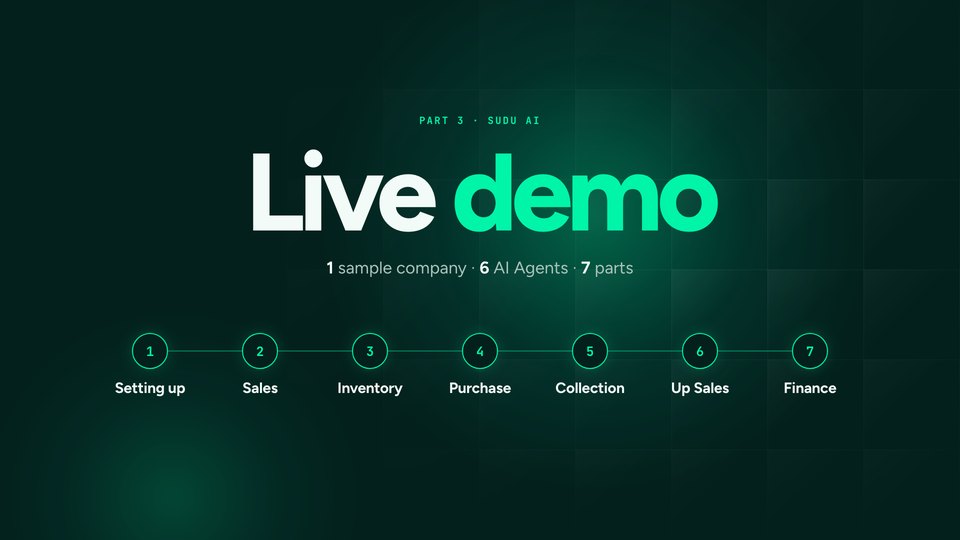 PART 3 · SUDU AI
Live demo
1 sample company · 6 AI Agents · 7 parts
1 2 3 4 5 6 7
Setting up Sales Inventory Purchase Collection Up Sales Finance